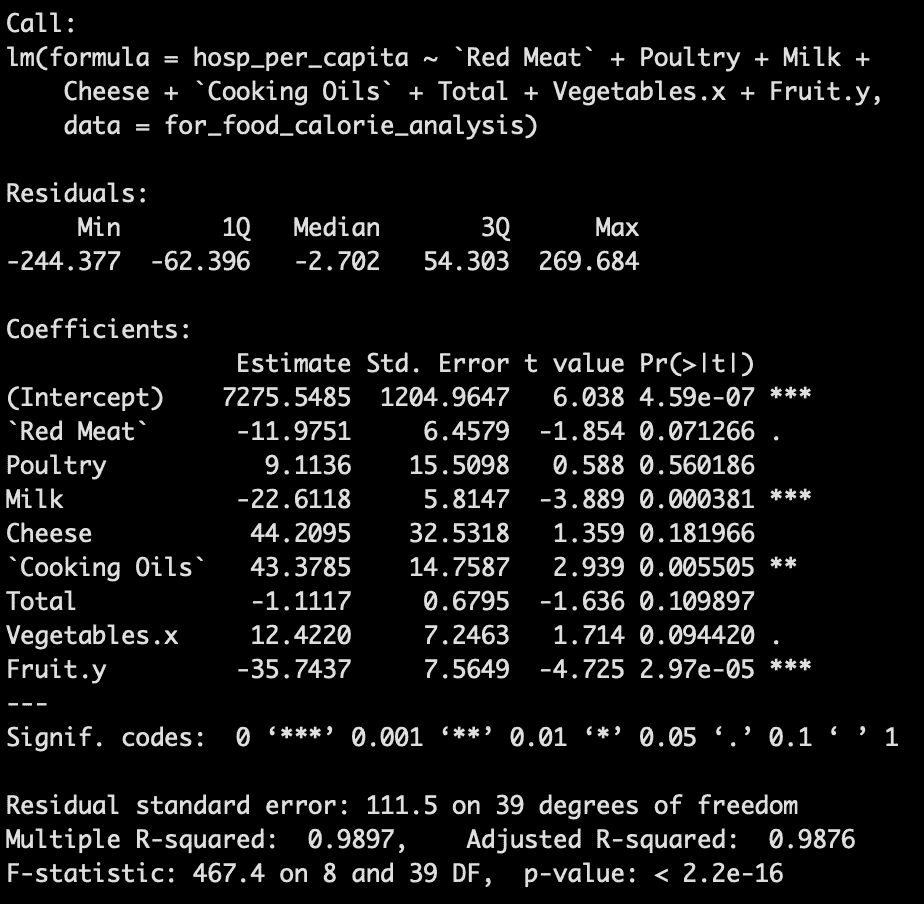 Call:
lm(formula = hosp_per_capita ~ `Red Meat` + Poultry + Milk +
    Cheese + `Cooking Oils` + Total + Vegetables.x + Fruit.y,
    data = for_food_calorie_analysis)

Residuals:
     Min       1Q   Median       3Q      Max
-244.377  -62.396   -2.702   54.303  269.684

Coefficients:
                Estimate Std. Error t value Pr(>|t|)
(Intercept)    7275.5485  1204.9647   6.038 4.59e-07 ***
`Red Meat`      -11.9751     6.4579  -1.854 0.071266 .
Poultry           9.1136    15.5098   0.588 0.560186
Milk            -22.6118     5.8147  -3.889 0.000381 ***
Cheese           44.2095    32.5318   1.359 0.181966
`Cooking Oils`   43.3785    14.7587   2.939 0.005505 **
Total            -1.1117     0.6795  -1.636 0.109897
Vegetables.x     12.4220     7.2463   1.714 0.094420 .
Fruit.y         -35.7437     7.5649  -4.725 2.97e-05 ***
---
Signif. codes:  0 ‘***’ 0.001 ‘**’ 0.01 ‘*’ 0.05 ‘.’ 0.1 ‘ ’ 1

Residual standard error: 111.5 on 39 degrees of freedom
Multiple R-squared:  0.9897,    Adjusted R-squared:  0.9876
F-statistic: 467.4 on 8 and 39 DF,  p-value: < 2.2e-16